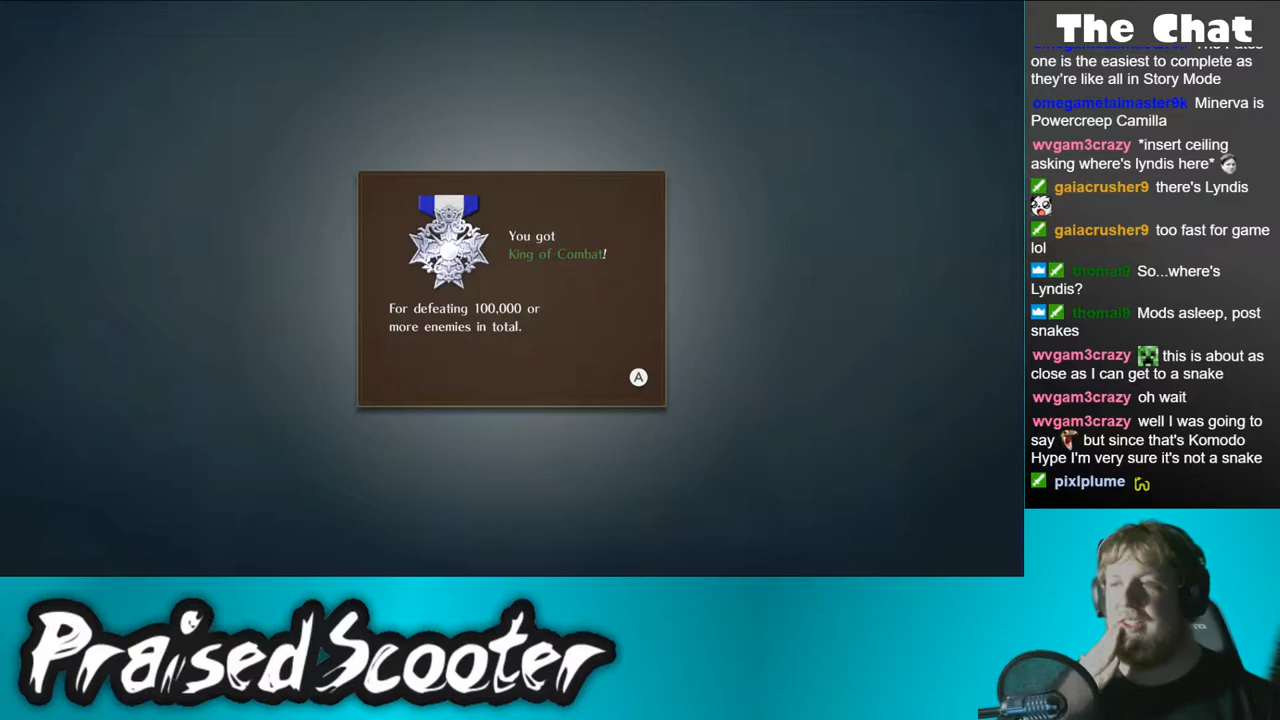 The Chat
one is the easiest to complete as
they're like all in Story Mode
omegametalmaster9k Minerva is
Powercreep Camilla
wvgam3crazy *insert ceiling
asking where's lyndis here*
gaiacrusher9 there's Lyndis
gaiacrusher9 too fast for game
lol
thomal9 So...where's
Lyndis?
thomal9 Mods asleep, post
snakes
wvgam3crazy this is about as
close as I can get to a snake
wvgam3crazy oh wait
wvgam3crazy well I was going to
say but since that's Komodo
Hype I'm very sure it's not a snake
pixlplume
You got
King of Combat!
For defeating 100,000 or
more enemies in total.
A
PraisedScooter